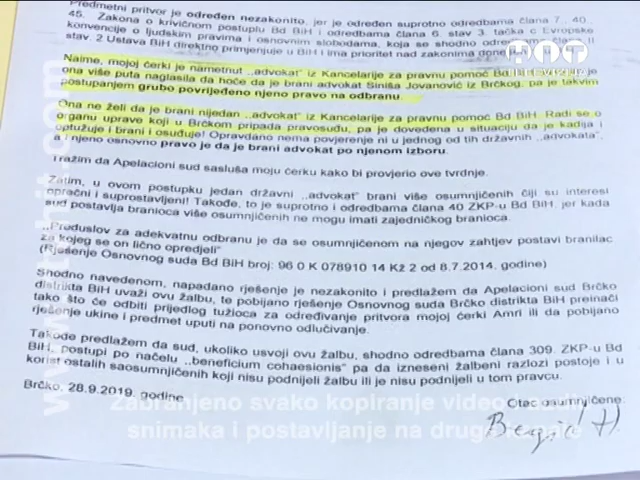 Predmetni pritvor je određen nezakonito, jer je određen suprotno odredbama člana 7. 40.
45. Zakona o krivičnom postuplu Bd BiH i odredbama člana 6. stav 3. tačka c Evropske
konvencije o ljudskim pravima i osnovnim slobodama, koja se shodno odredbama člana II
stav. 2 Ustava BiH direktno primjenjuje u BiH i ima prioritet nad zakonima
HIT
TELEVIZIJA
Naime, mojoj čerki je nametnut ,,advokat" iz Kancelarije za pravnu pomoć Bd BiH je
ona više puta naglasila da hoće da je brani advokat Siniša Jovanović iz Brčkog, pa je takvim
postupanjem grubo povrijeđeno njeno pravo na odbranu.
Ona ne želi da je brani nijedan ,,advokat" iz Kancelarije za pravnu pomoć Bd BiH. Radi se o
organu uprave koji u Brčkom pripada pravosuđu, pa je dovedena u situaciju da je kadija i
optužuje i brani i osuđuje! Opravdano nema povjerenje ni u jednog od tih državnih ,,advokata",
a njeno osnovno pravo je da je brani advokat po njenom izboru.
I ražim da Apelacioni sud sasluša moju čerku kako bi provjerio ove tvrdnje.
Zatim, u ovom postupku jedan državni ,,advokat" brani više osumnjičenih čiji su interesi
oprečni i suprostavljeni! Takođe, to je suprotno i odredbama člana 40 ZKP-u Bd BiH, jer kada
sud postavlja branioca više osumnjičenih ne mogu imati zajedničkog branioca.
,,Preduslov za adekvatnu odbranu je da se osumnjičenom na njegov zahtjev postavi branilac
za kojeg se on lično opredjeli"
(Rješenje Osnovnog suda Bd BiH broj: 96 0 K 078910 14 Kž 2 od 8.7.2014. godine)
Shodno navedenom, napadano rješenje je nezakonito i predlažem da Apelacioni sud Brčko
distrikta BiH uvaži ovu žalbu, te pobijano rješenje Osnovnog suda Brčko distrikta BiH preinači
tako što će odbiti prijedlog tužioca za određivanje pritvora mojoj čerki Amri ili da pobijano
rješenje ukine i predmet uputi na ponovno odlučivanje.
Takođe predlažem da sud, ukoliko usvoji ovu žalbu, shodno odredbama člana 309. ZKP-u Bd
BiH, postupi po načelu ,,beneficium cohaesionis" pa da izneseni žalbeni razlozi postoje i u
korist ostalih saosumnjičenih koji nisu podnijeli žalbu ili je nisu podnijeli u tom pravcu.
Brčko, 28.9.2019. godine
Otac osumnjičene:
Zabranjeno svako kopiranje video
snimaka i postavljanje na druge kanale